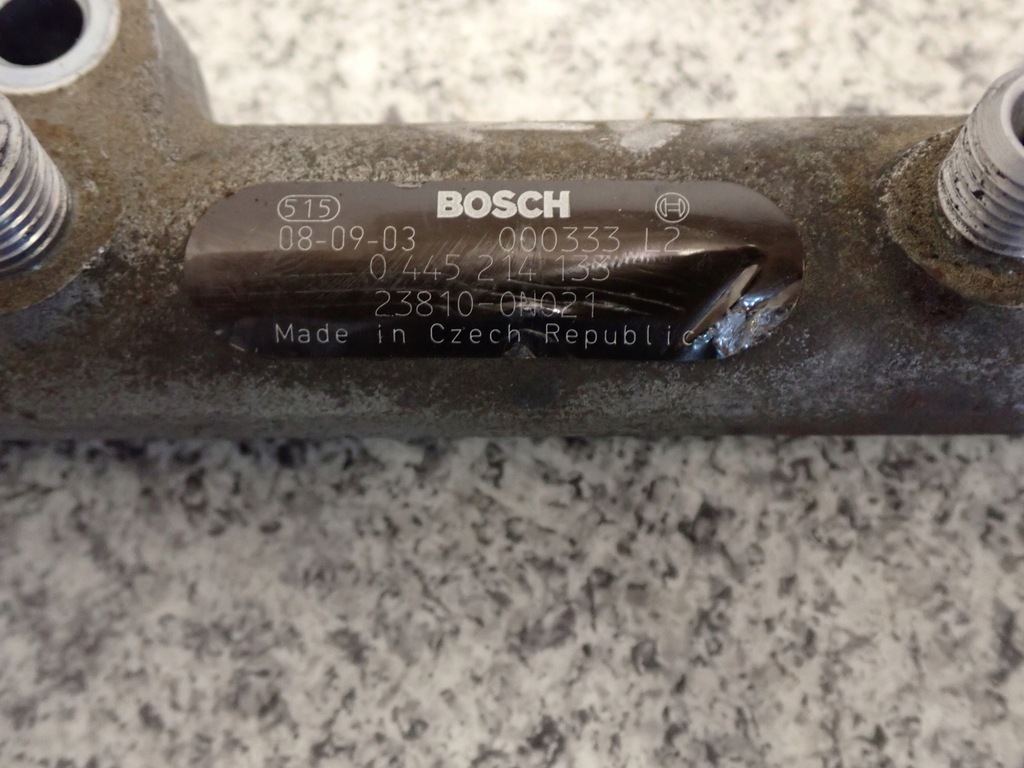 515 BOSCH
08-09-03 000333 L2
0 445 214 133
23810-0N021
Made in Czech Republic